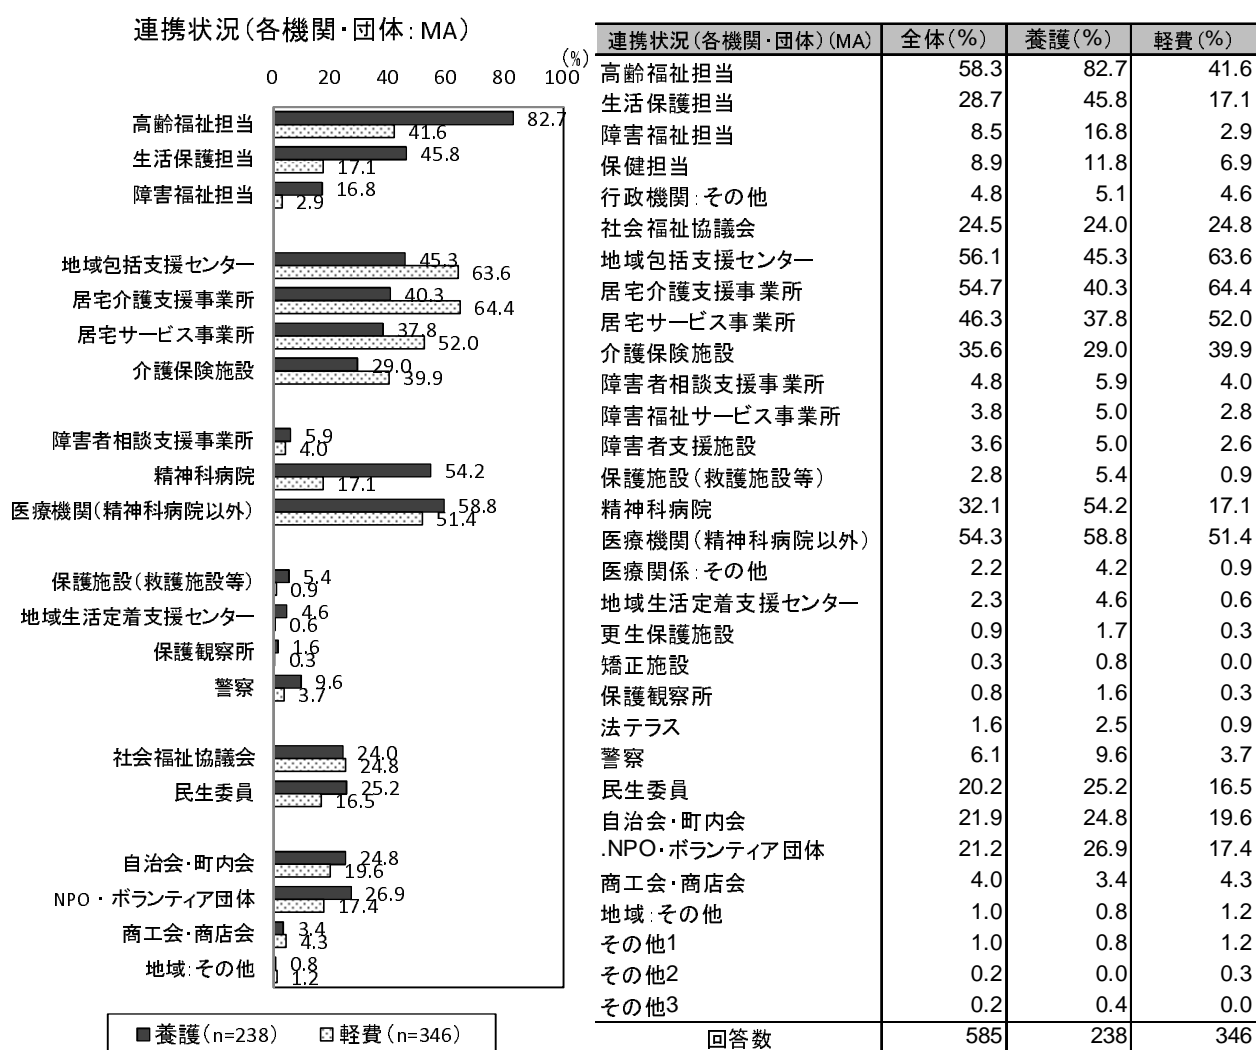 連携状況(各機関・団体:MA)
(%)
0 20 40 60 80 100
高齢福祉担当 82.7 41.6
生活保護担当 45.8 17.1
障害福祉担当 16.8 2.9
地域包括支援センター 45.3 63.6
居宅介護支援事業所 40.3 64.4
居宅サービス事業所 37.8 52.0
介護保険施設 29.0 39.9
障害者相談支援事業所 5.9 4.0
精神科病院 54.2 17.1
医療機関(精神科病院以外) 58.8 51.4
保護施設(救護施設等) 5.4 0.9
地域生活定着支援センター 4.6 0.6
保護観察所 1.6 0.3
警察 9.6 3.7
社会福祉協議会 24.0 24.8
民生委員 25.2 16.5
自治会・町内会 24.8 19.6
NPO・ボランティア団体 26.9 17.4
商工会・商店会 3.4 4.3
地域:その他 0.8 1.2
養護(n=238) 軽費(n=346)
連携状況(各機関・団体)(MA) 全体(%) 養護(%) 軽費(%)
高齢福祉担当 58.3 82.7 41.6
生活保護担当 28.7 45.8 17.1
障害福祉担当 8.5 16.8 2.9
保健担当 8.9 11.8 6.9
行政機関:その他 4.8 5.1 4.6
社会福祉協議会 24.5 24.0 24.8
地域包括支援センター 56.1 45.3 63.6
居宅介護支援事業所 54.7 40.3 64.4
居宅サービス事業所 46.3 37.8 52.0
介護保険施設 35.6 29.0 39.9
障害者相談支援事業所 4.8 5.9 4.0
障害福祉サービス事業所 3.8 5.0 2.8
障害者支援施設 3.6 5.0 2.6
保護施設(救護施設等) 2.8 5.4 0.9
精神科病院 32.1 54.2 17.1
医療機関(精神科病院以外) 54.3 58.8 51.4
医療関係:その他 2.2 4.2 0.9
地域生活定着支援センター 2.3 4.6 0.6
更生保護施設 0.9 1.7 0.3
矯正施設 0.3 0.8 0.0
保護観察所 0.8 1.6 0.3
法テラス 1.6 2.5 0.9
警察 6.1 9.6 3.7
民生委員 20.2 25.2 16.5
自治会・町内会 21.9 24.8 19.6
.NPO・ボランティア団体 21.2 26.9 17.4
商工会・商店会 4.0 3.4 4.3
地域:その他 1.0 0.8 1.2
その他1 1.0 0.8 1.2
その他2 0.2 0.0 0.3
その他3 0.2 0.4 0.0
回答数 585 238 346